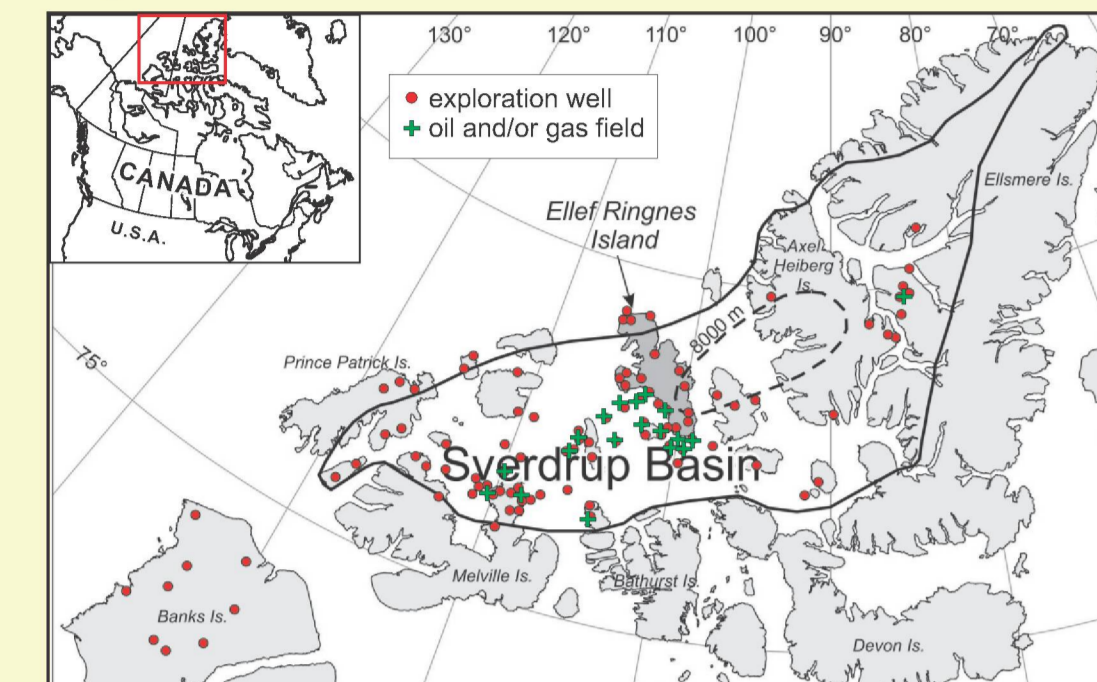 130°
120°
110°
100°
90°
80°
70°
exploration well
oil and/or gas field
CANADA
U.S.A.
Ellef Ringnes
Island
Ellsmere Is.
Axel
Heiberg
Is.
8000 m
75°
Prince Patrick Is.
Sverdrup Basin
Melville Is.
Bathurst Is.
Banks Is.
Devon Is.